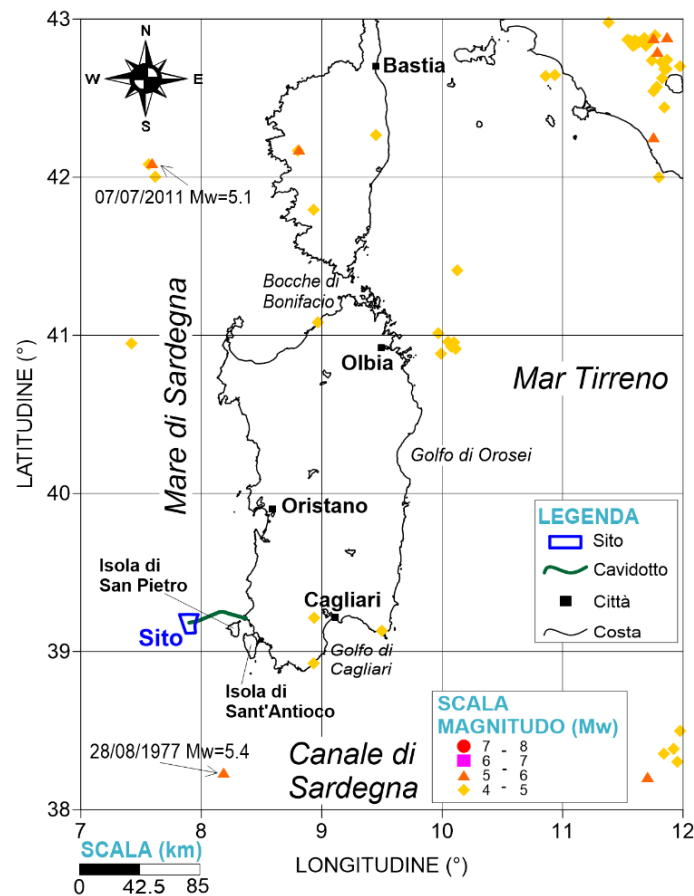 43
42
41
40
39
38
7
8
9
10
11
12
LATITUDINE (°)
LONGITUDINE (°)
N
W
E
S
Bastia
07/07/2011 Mw=5.1
Bocche di
Bonifacio
Olbia
Mare di Sardegna
Mar Tirreno
Golfo di Orosei
Oristano
Isola di
San Pietro
Cagliari
Sito
Golfo di
Cagliari
Isola di
Sant'Antioco
28/08/1977 Mw=5.4
Canale di
Sardegna
LEGENDA
Sito
Cavidotto
Città
Costa
SCALA
MAGNITUDO (Mw)
7 - 8
6 - 7
5 - 6
4 - 5
SCALA (km)
0 42.5 85